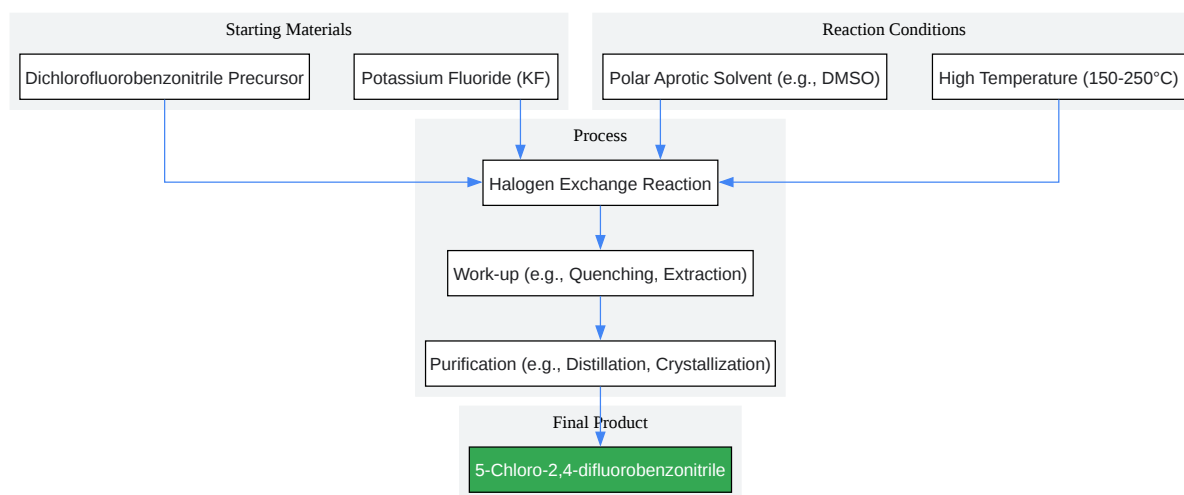 Starting Materials
Reaction Conditions
Dichlorofluorobenzonitrile Precursor
Potassium Fluoride (KF)
Polar Aprotic Solvent (e.g., DMSO)
High Temperature (150-250°C)
Process
Halogen Exchange Reaction
Work-up (e.g., Quenching, Extraction)
Purification (e.g., Distillation, Crystallization)
Final Product
5-Chloro-2,4-difluorobenzonitrile